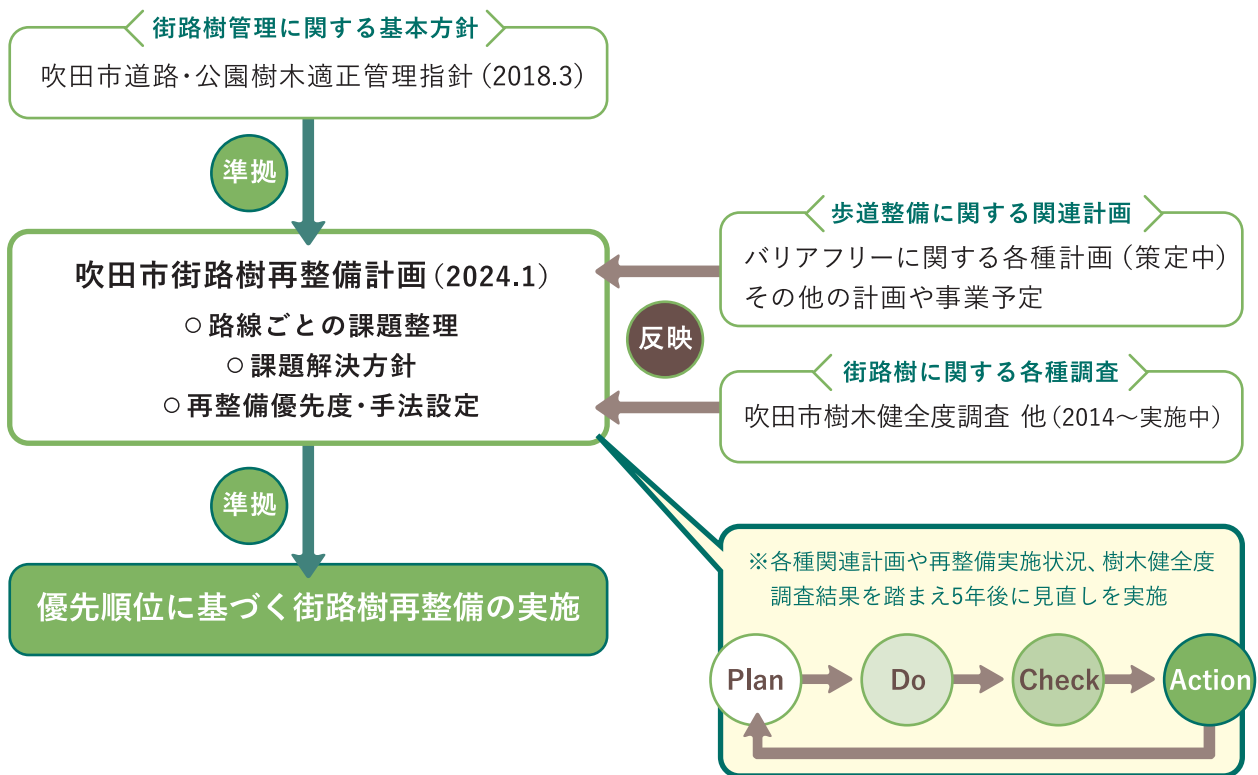 街路樹管理に関する基本方針
吹田市道路・公園樹木適正管理指針（2018.3）
準拠
吹田市街路樹再整備計画（2024.1）
○ 路線ごとの課題整理
○ 課題解決方針
○ 再整備優先度・手法設定
反映
歩道整備に関する関連計画
バリアフリーに関する各種計画（策定中）
その他の計画や事業予定
街路樹に関する各種調査
吹田市樹木健全度調査 他（2014～実施中）
準拠
優先順位に基づく街路樹再整備の実施
※各種関連計画や再整備実施状況、樹木健全度
調査結果を踏まえ5年後に見直しを実施
Plan
Do
Check
Action